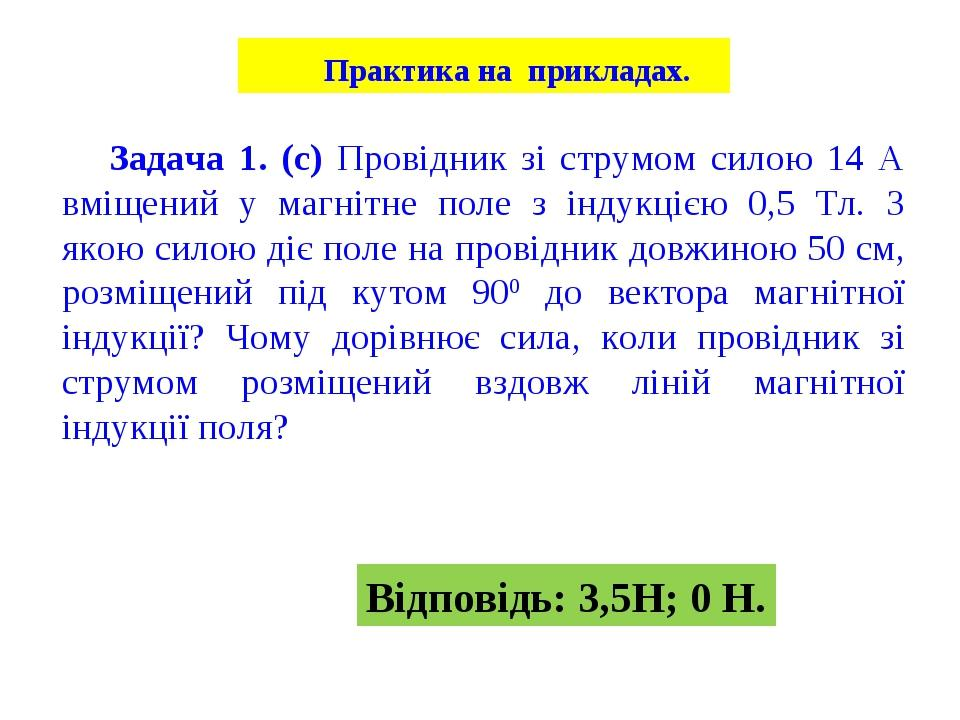 Практика на прикладах.
Задача 1. (с) Провідник зі струмом силою 14 А
вміщений у магнітне поле з індукцією 0,5 Тл. З
якою силою діє поле на провідник довжиною 50 см,
розміщений під кутом 90⁰ до вектора магнітної
індукції? Чому дорівнює сила, коли провідник зі
струмом розміщений вздовж ліній магнітної
індукції поля?
Відповідь: 3,5Н; 0 Н.